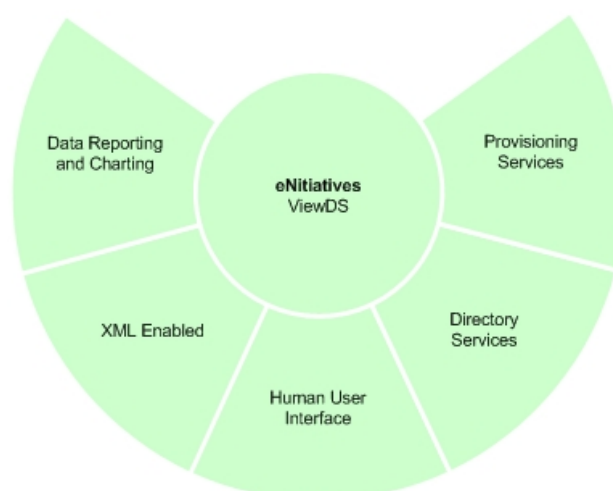 Data Reporting
and Charting
eNitiatives
ViewDS
Provisioning
Services
XML Enabled
Directory
Services
Human User
Interface